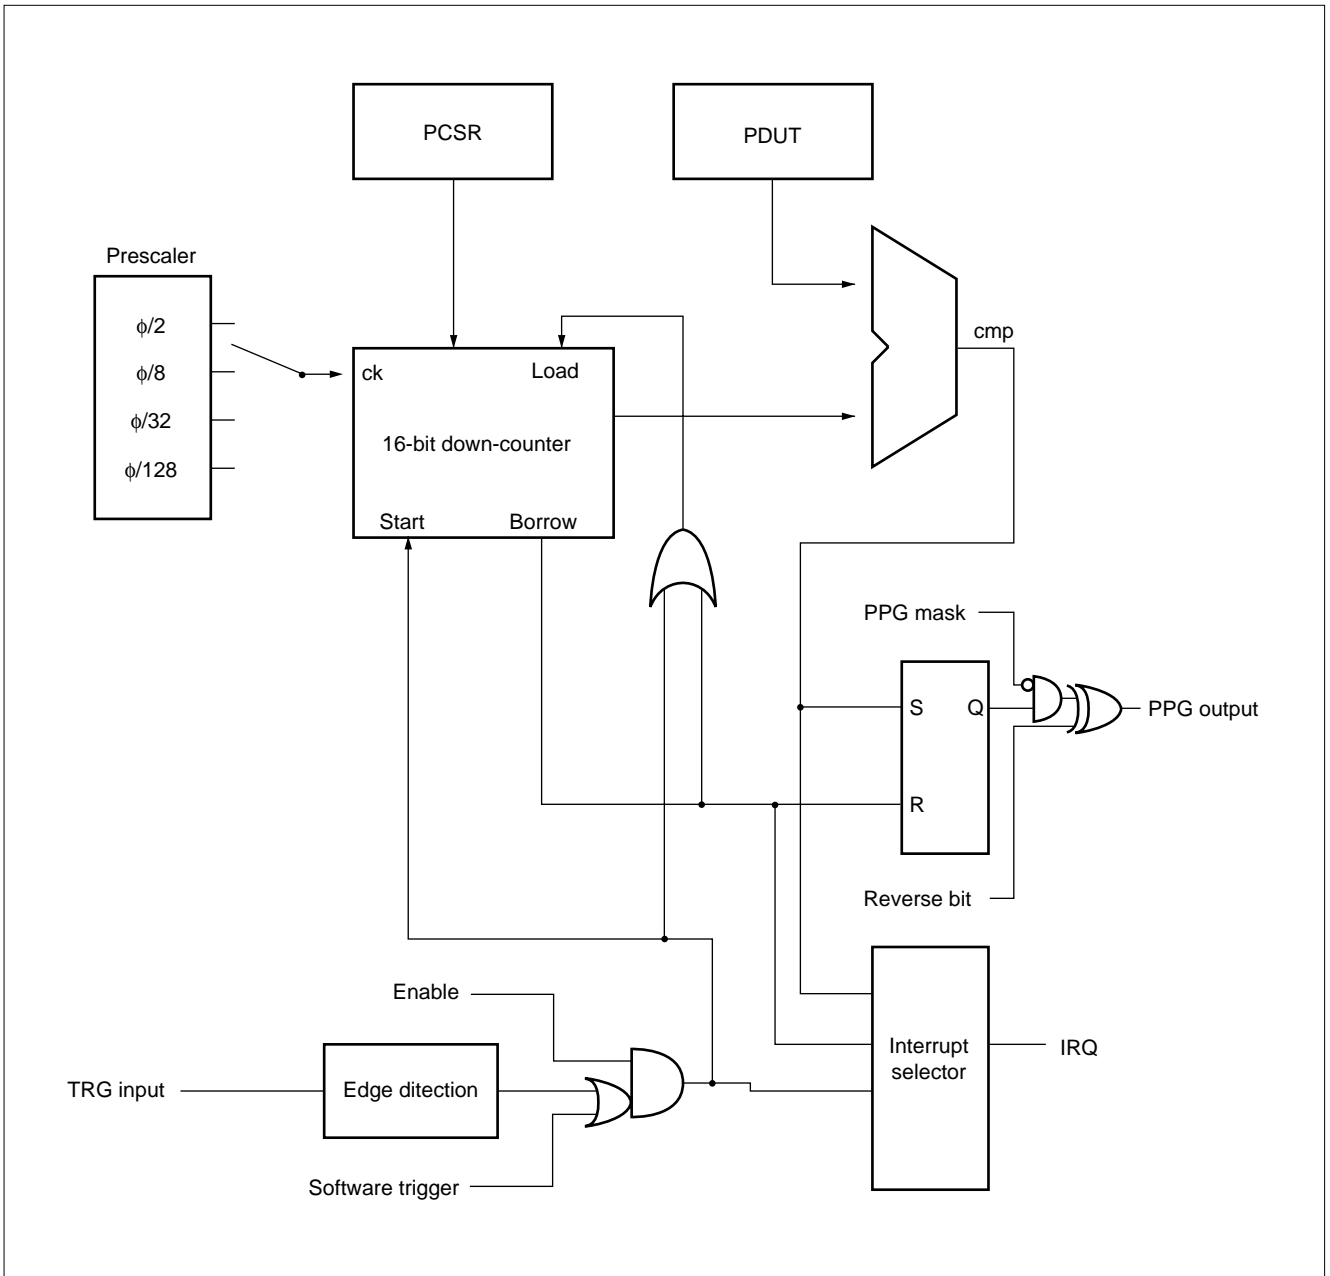 PCSR
PDUT
Prescaler
ϕ/2
ϕ/8
ϕ/32
ϕ/128
ck
Load
16-bit down-counter
Start
Borrow
cmp
PPG mask
S
Q
R
PPG output
Reverse bit
Enable
TRG input
Edge ditection
Software trigger
Interrupt
selector
IRQ